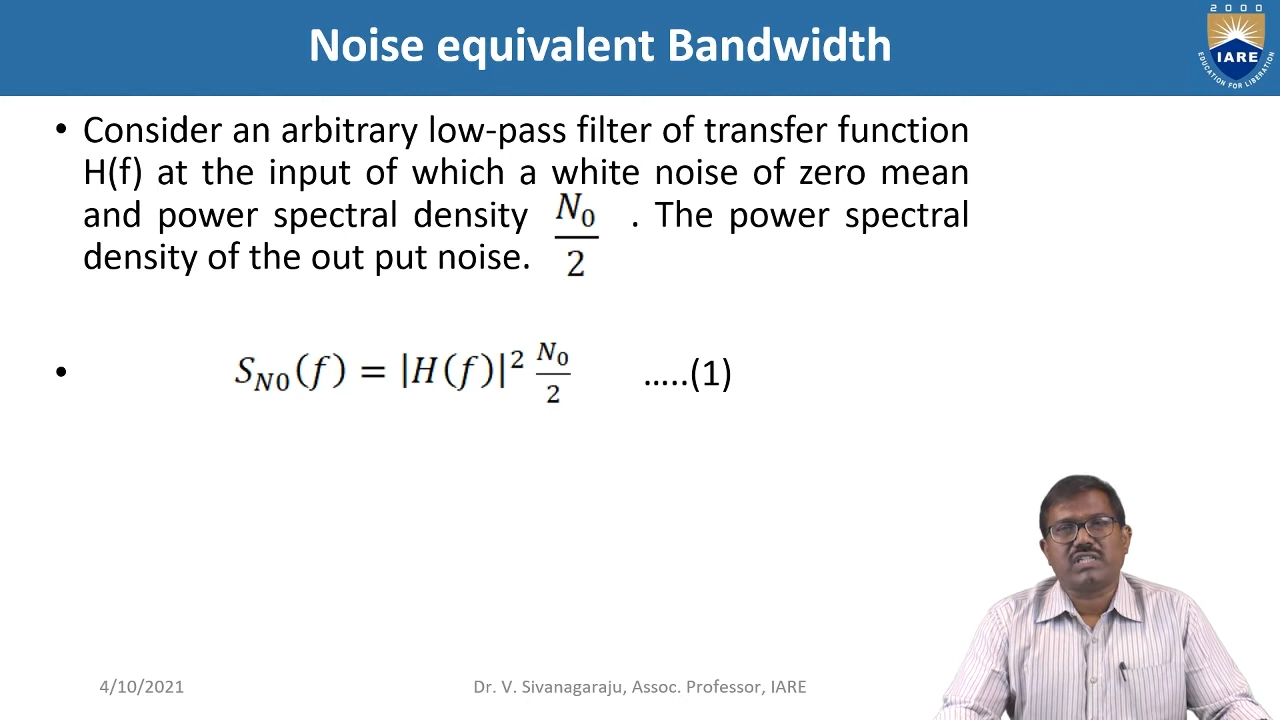 Noise equivalent Bandwidth
2000
IARE
EDUCATION FOR LIBERATION
• Consider an arbitrary low-pass filter of transfer function
H(f) at the input of which a white noise of zero mean
and power spectral density N₀/2 . The power spectral
density of the out put noise.
• S_N0(f) = |H(f)|² N₀/2 .....(1)
4/10/2021
Dr. V. Sivanagaraju, Assoc. Professor, IARE